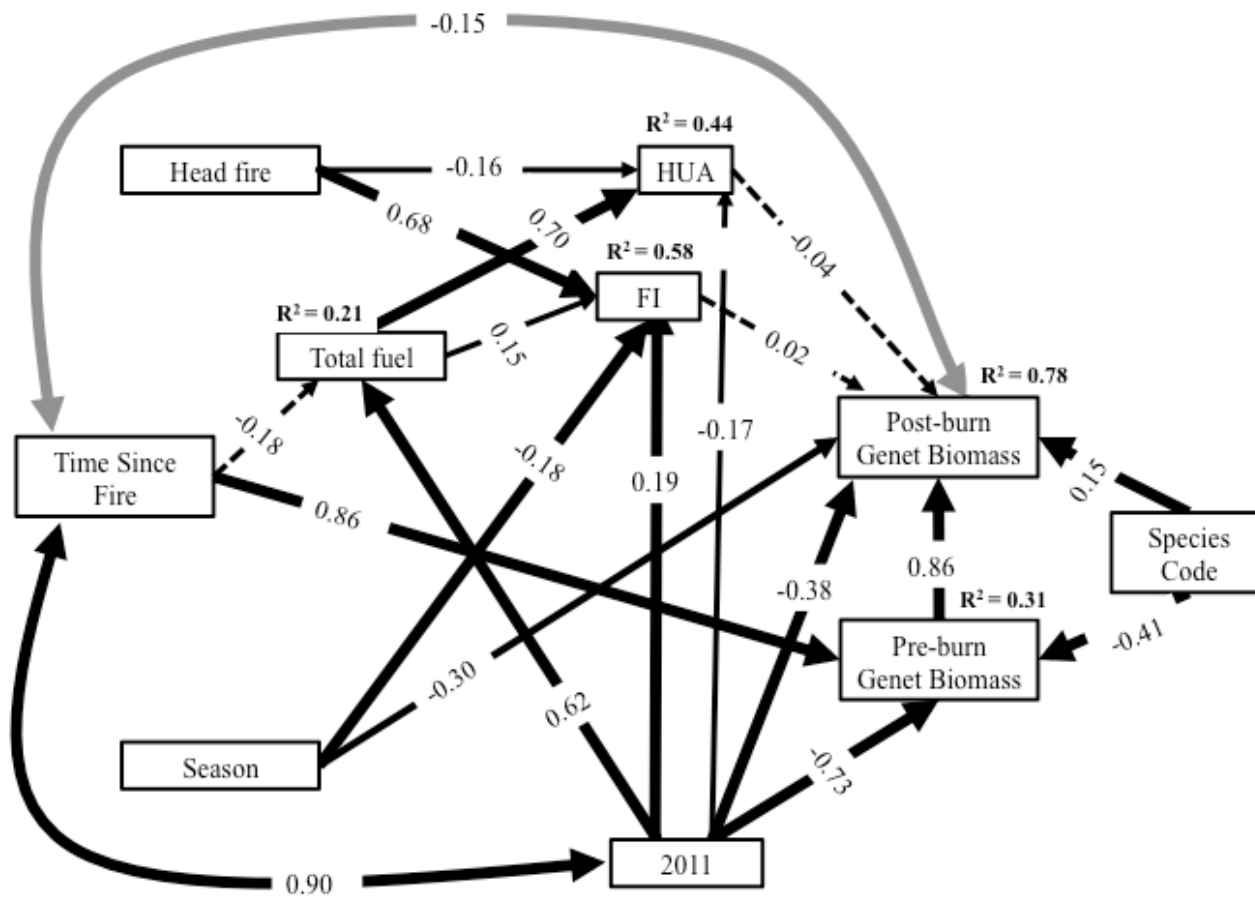 -0.15
R² = 0.44
Head fire
-0.16
HUA
0.68
0.70
R² = 0.58
-0.04
FI
R² = 0.21
Total fuel
0.15
0.02
R² = 0.78
-0.18
-0.18
-0.17
Post-burn
Genet Biomass
Time Since
Fire
0.19
0.15
0.86
Species
Code
-0.38
0.86
R² = 0.31
-0.41
Pre-burn
Genet Biomass
-0.30
0.62
Season
-0.73
2011
0.90